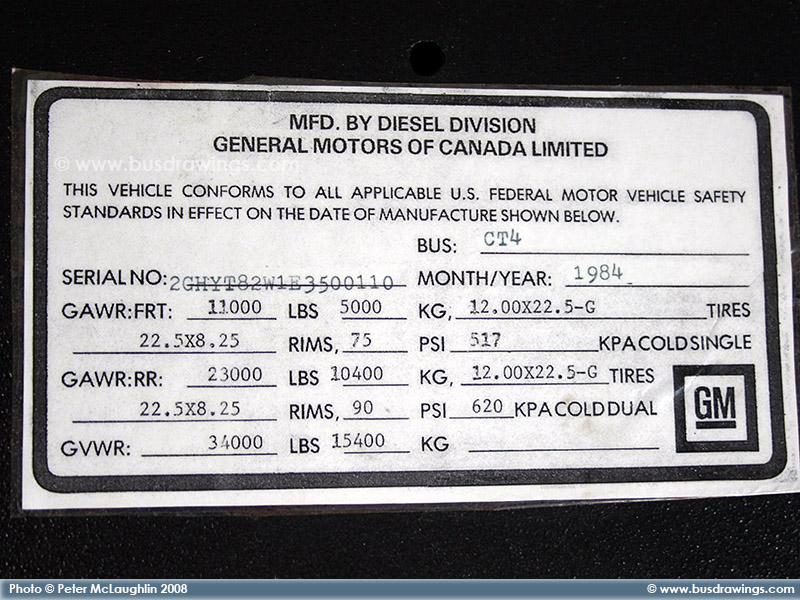 MFD. BY DIESEL DIVISION
GENERAL MOTORS OF CANADA LIMITED
© www.busdrawings.com
THIS VEHICLE CONFORMS TO ALL APPLICABLE U.S. FEDERAL MOTOR VEHICLE SAFETY
STANDARDS IN EFFECT ON THE DATE OF MANUFACTURE SHOWN BELOW.
BUS: CT4
SERIAL NO: 2GHYT82W1E3500110 MONTH/YEAR: 1984
GAWR:FRT: 11000 LBS 5000 KG, 12.00X22.5-G TIRES
22.5X8.25 RIMS, 75 PSI 517 KPA COLD SINGLE
GAWR:RR: 23000 LBS 10400 KG, 12.00X22.5-G TIRES
22.5X8.25 RIMS, 90 PSI 620 KPA COLD DUAL
GVWR: 34000 LBS 15400 KG
GM
Photo © Peter McLaughlin 2008 © www.busdrawings.com